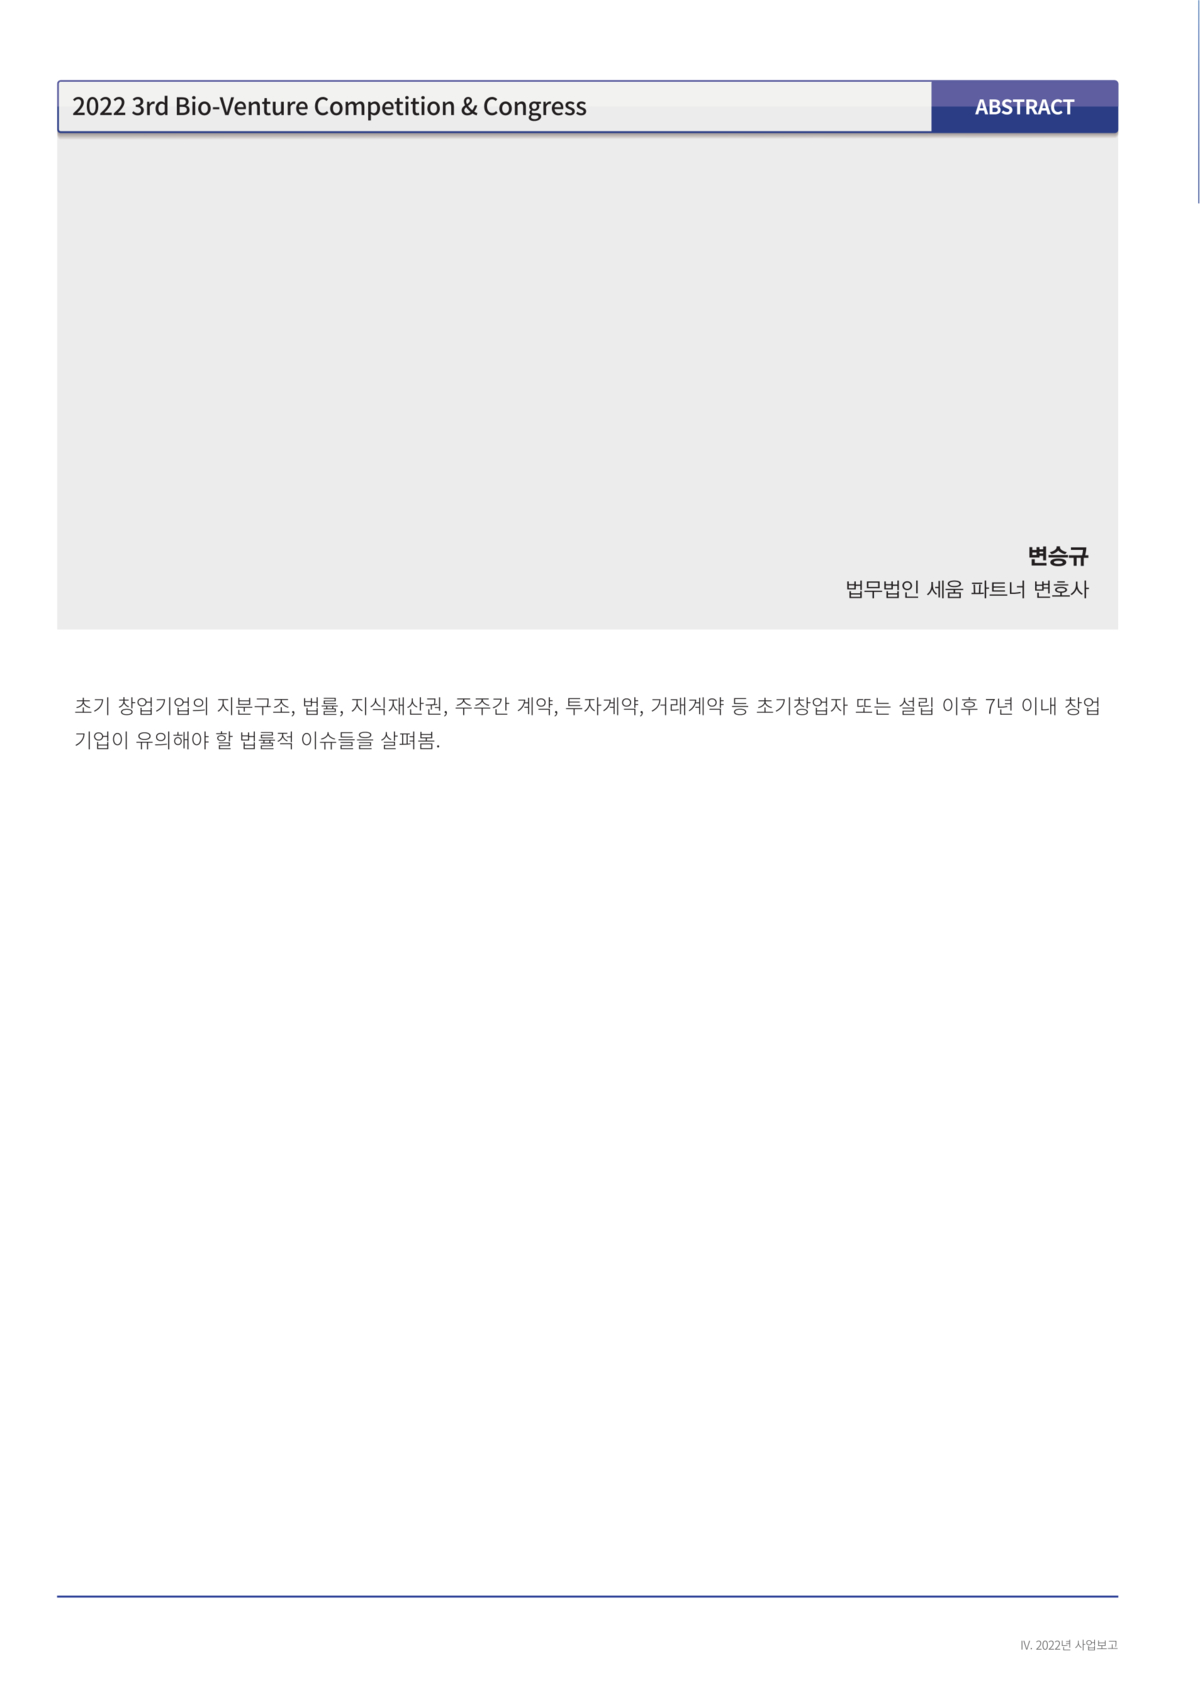 2022 3rd Bio-Venture Competition & Congress
ABSTRACT
변승규
법무법인 세움 파트너 변호사
초기 창업기업의 지분구조, 법률, 지식재산권, 주주간 계약, 투자계약, 거래계약 등 초기창업자 또는 설립 이후 7년 이내 창업
기업이 유의해야 할 법률적 이슈들을 살펴봄.
Ⅳ. 2022년 사업보고